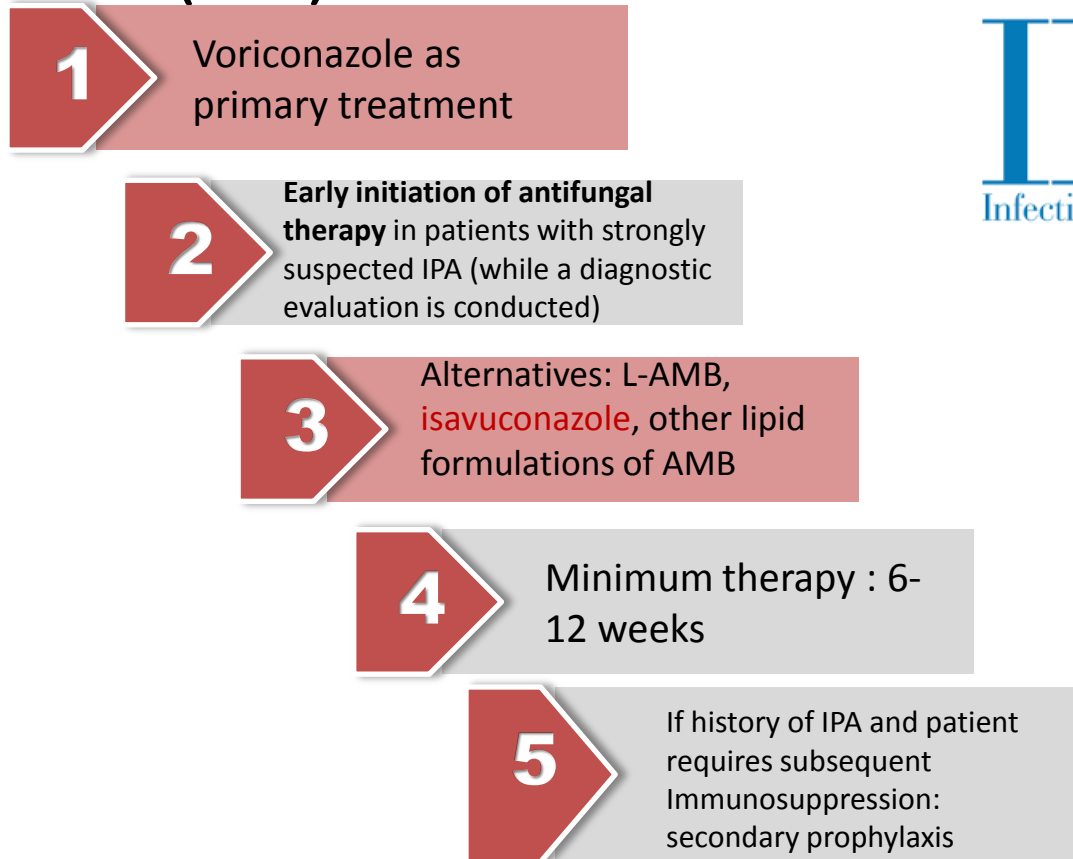 1
Voriconazole as
primary treatment
2
Early initiation of antifungal
therapy in patients with strongly
suspected IPA (while a diagnostic
evaluation is conducted)
3
Alternatives: L-AMB,
isavuconazole, other lipid
formulations of AMB
4
Minimum therapy : 6-
12 weeks
5
If history of IPA and patient
requires subsequent
Immunosuppression:
secondary prophylaxis
I
Infecti